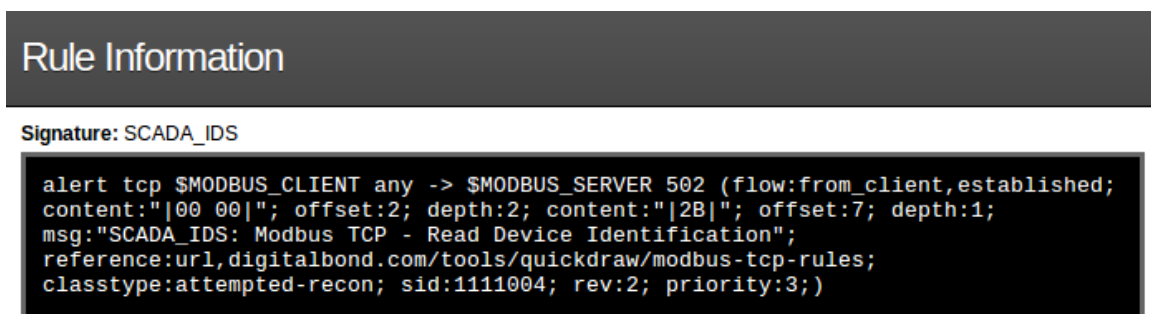 Rule Information
Signature: SCADA_IDS
alert tcp $MODBUS_CLIENT any -> $MODBUS_SERVER 502 (flow:from_client,established;
content:"|00 00|"; offset:2; depth:2; content:"|2B|"; offset:7; depth:1;
msg:"SCADA_IDS: Modbus TCP - Read Device Identification";
reference:url,digitalbond.com/tools/quickdraw/modbus-tcp-rules;
classtype:attempted-recon; sid:1111004; rev:2; priority:3;)